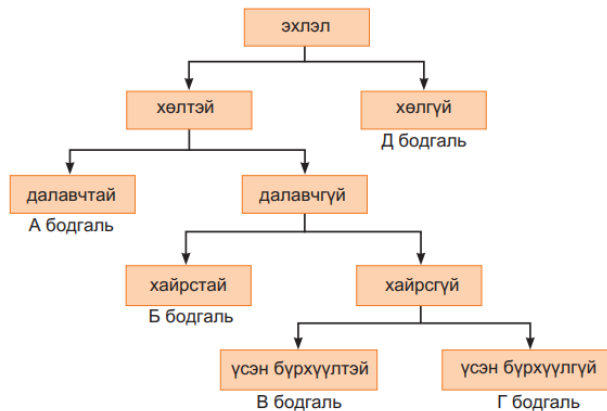 эхлэл
хөлтэй
хөлгүй
Д бодгаль
далавчтай
далавчгүй
А бодгаль
хайрстай
хайрсгүй
Б бодгаль
үсэн бүрхүүлтэй
үсэн бүрхүүлгүй
В бодгаль
Г бодгаль